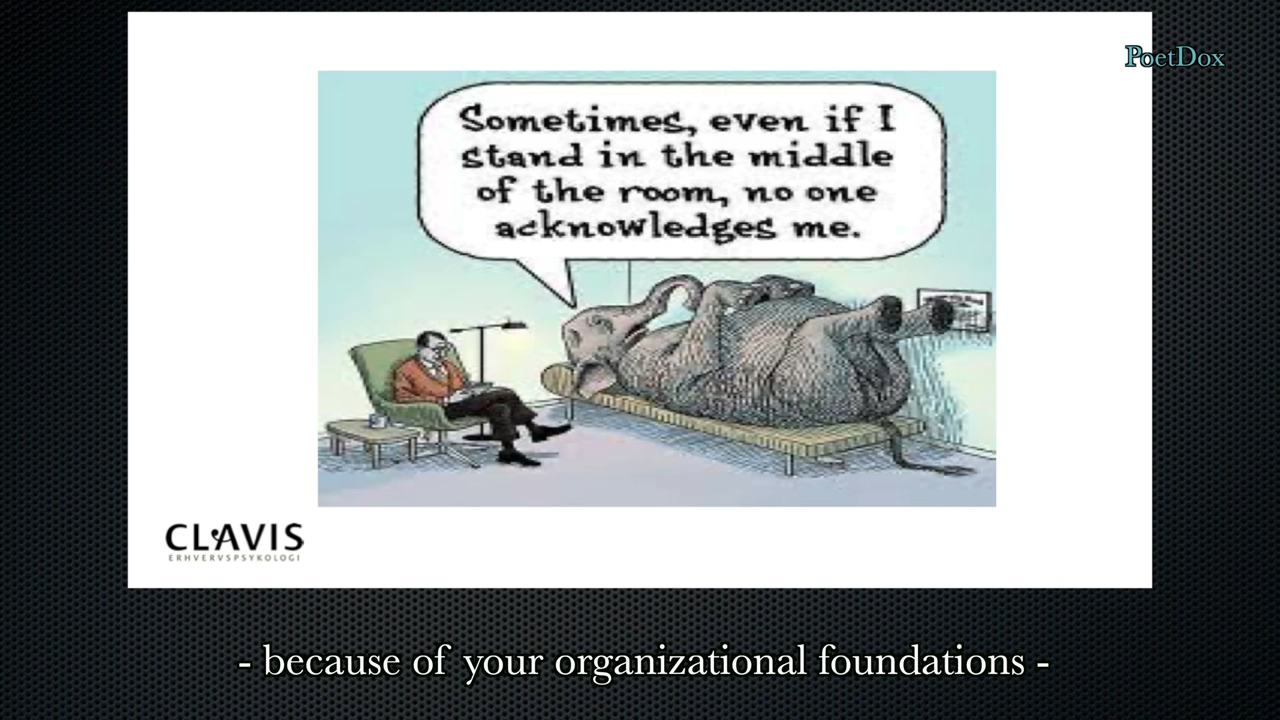 PoetDox
Sometimes, even if I
stand in the middle
of the room, no one
acknowledges me.
CLAVIS
ERHVERVSPSYKOLOGI
- because of your organizational foundations -